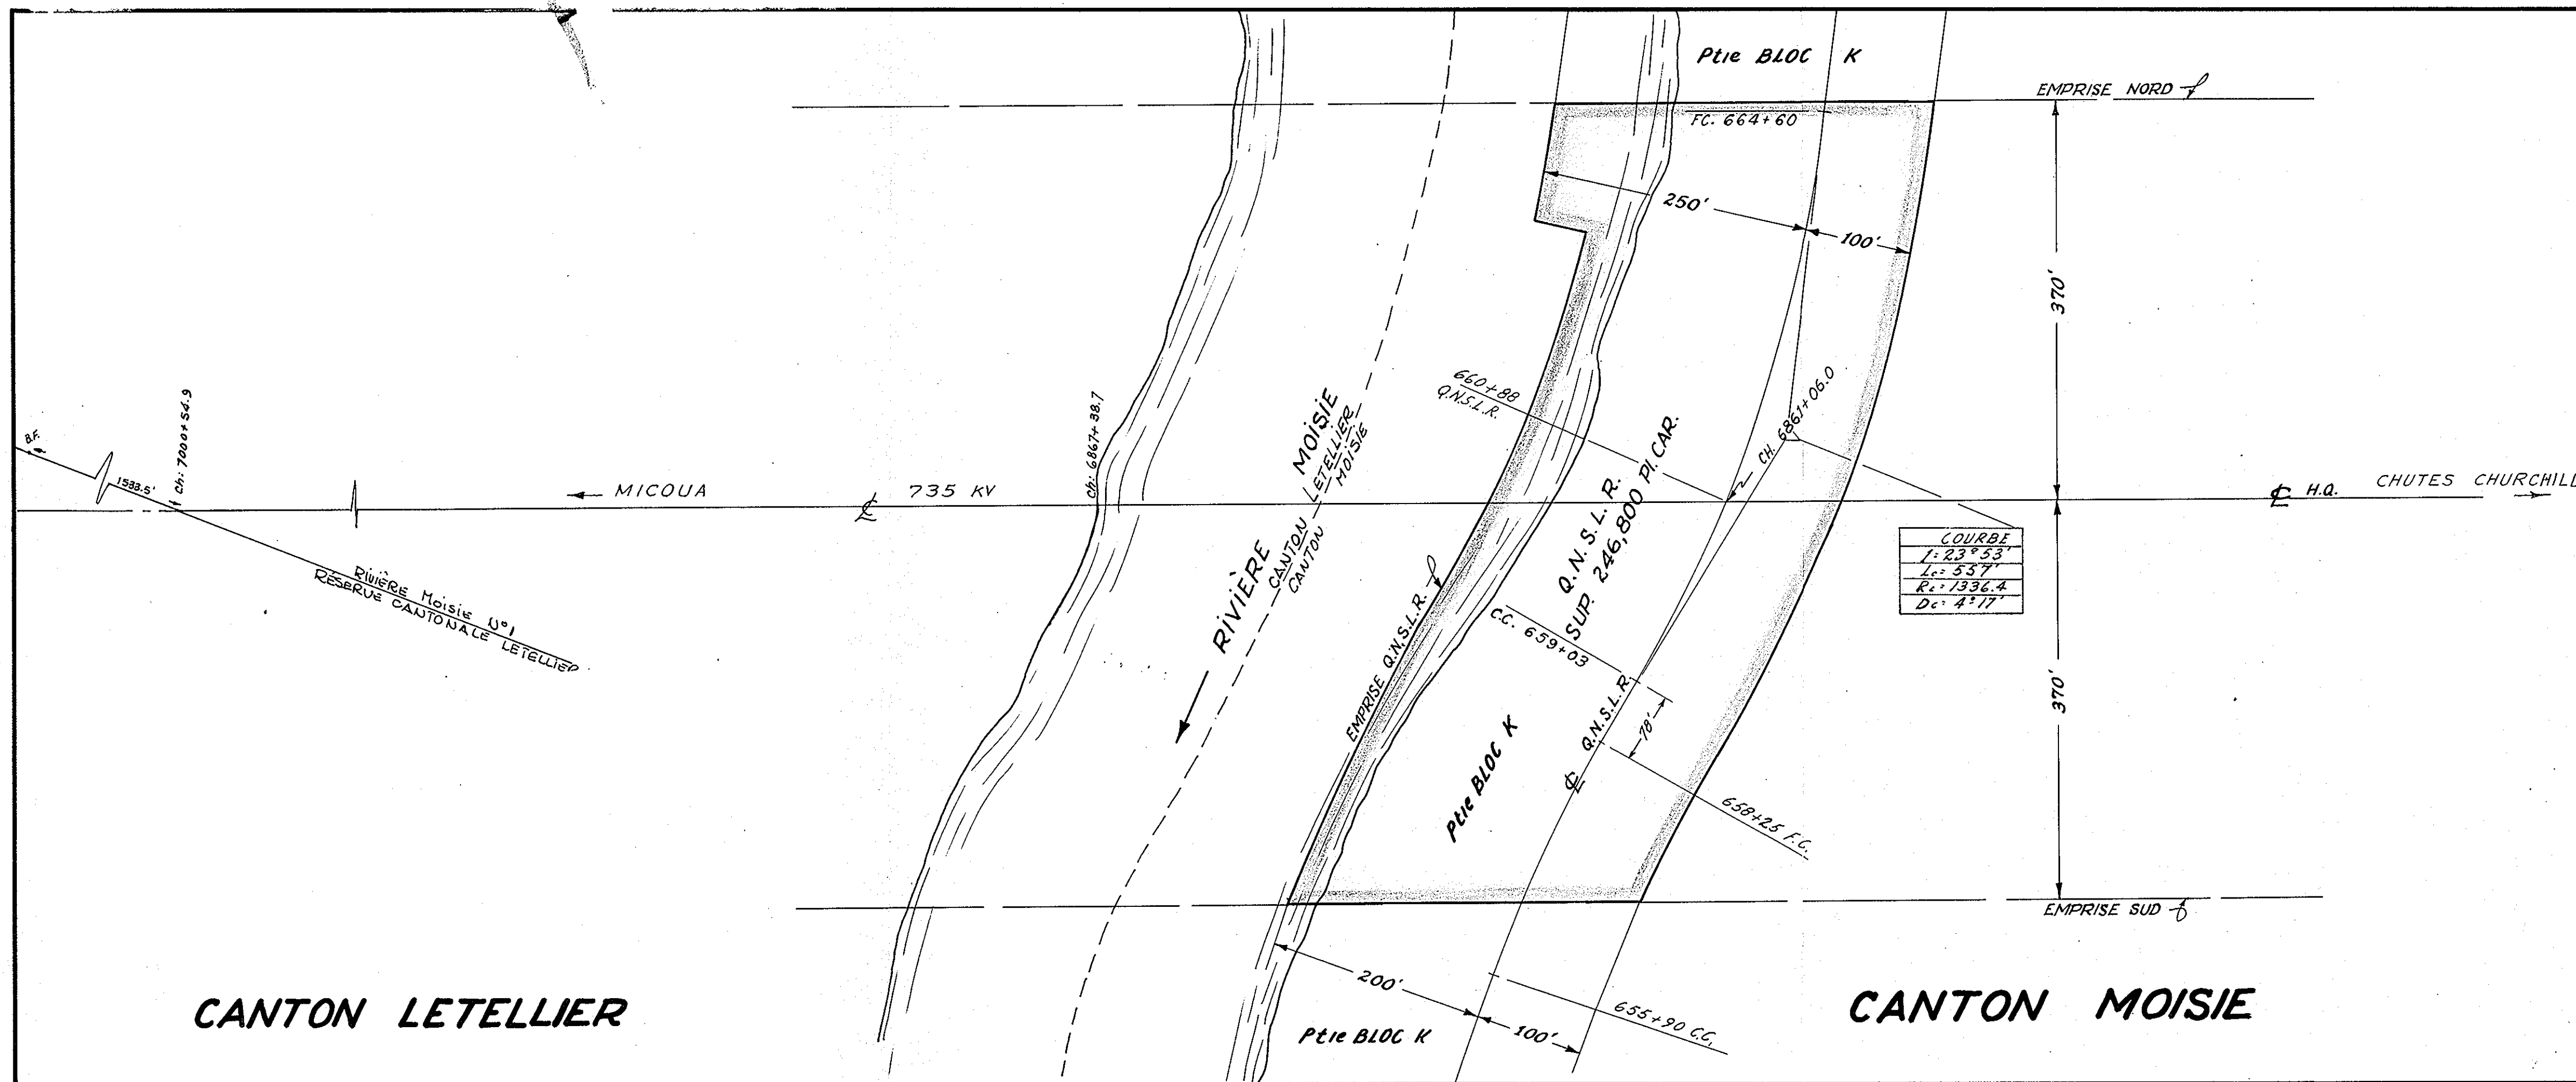 Ptie BLOC K
EMPRISE NORD
FC. 664+60
250'
100'
370'
660+88
Q.N.S.L.R.
CH. 6861+06.0
B.F.
1588.5'
Ch: 7000+54.9
Ch: 6867+38.7
MICOUA
735 KV
H.Q.
CHUTES CHURCHILL
RIVIÈRE MOISIE
CANTON LETELLIER
CANTON MOISIE
Q.N.S.L.R.
SUP. 246,800 PI.CAR.
COURBE
I: 23° 53'
Lc: 557'
Rc: 1336.4
Dc: 4° 17'
RIVIÈRE Moisie N°1
RÉSERVE CANTONALE LETELLIER
EMPRISE Q.N.S.L.R.
C.C. 659+03
Q.N.S.L.R.
78'
370'
Ptie BLOC K
658+25 F.C.
EMPRISE SUD
200'
100'
655+90 C.C.
Ptie BLOC K
CANTON LETELLIER
CANTON MOISIE